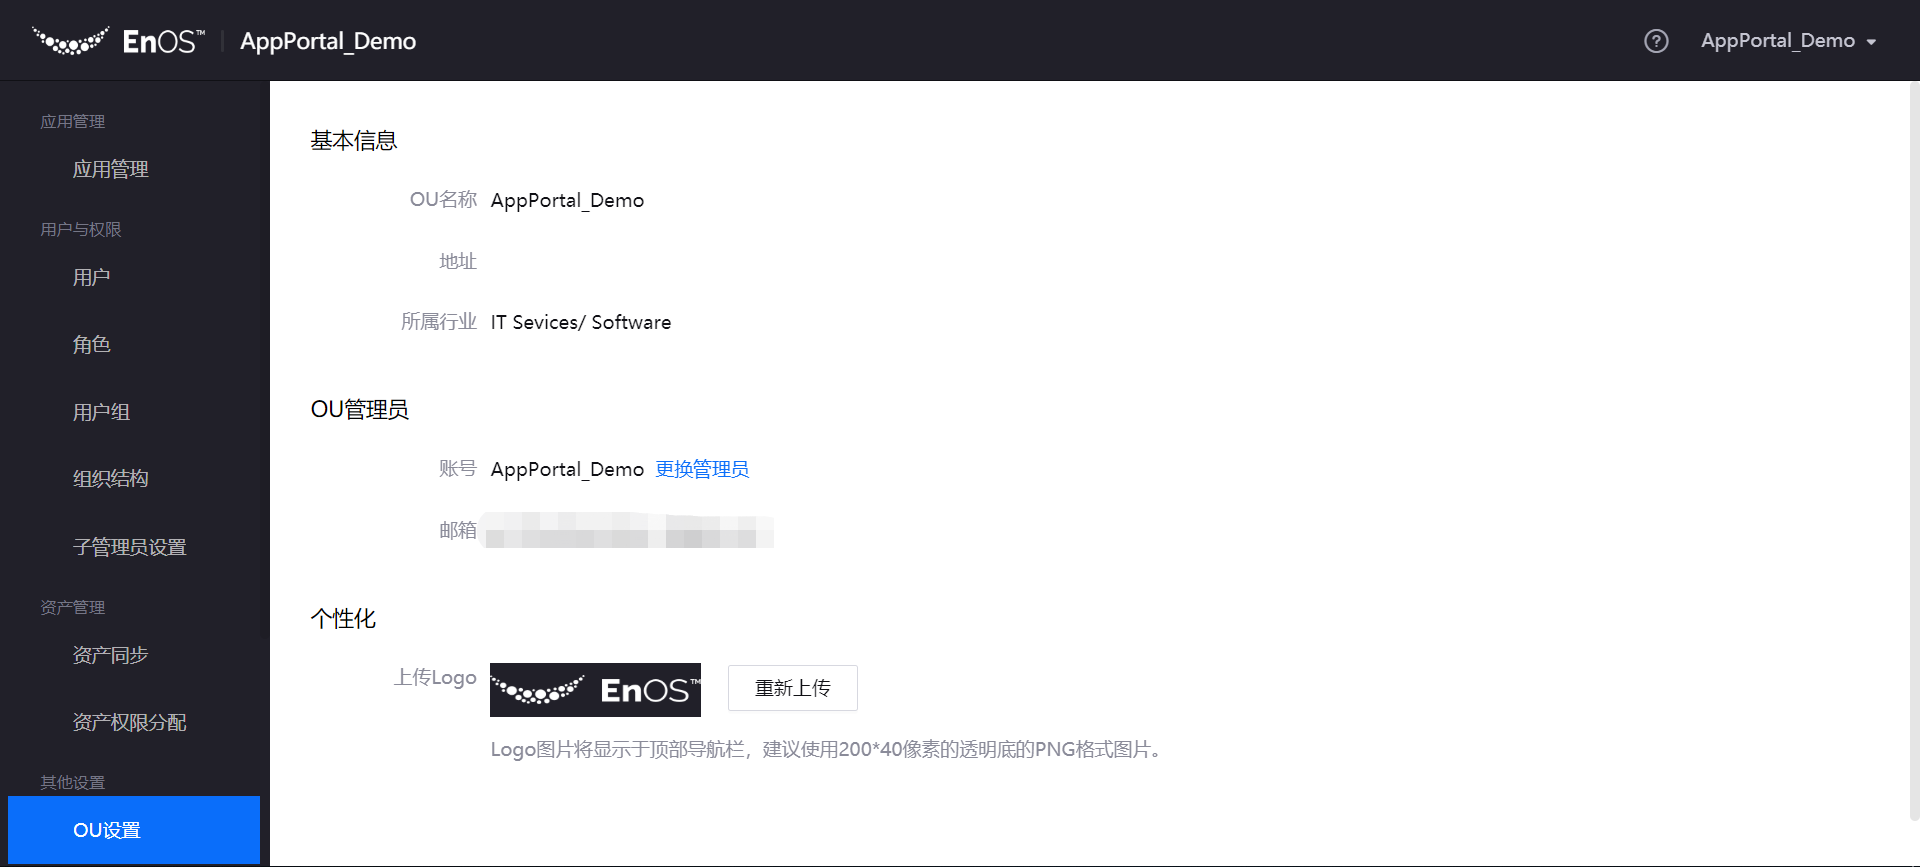 EnOS™ AppPortal_Demo
AppPortal_Demo
应用管理
应用管理
用户与权限
用户
角色
用户组
组织结构
子管理员设置
资产管理
资产同步
资产权限分配
其他设置
OU设置
基本信息
OU名称 AppPortal_Demo
地址
所属行业 IT Sevices/ Software
OU管理员
账号 AppPortal_Demo 更换管理员
邮箱
个性化
上传Logo EnOS™ 重新上传
Logo图片将显示于顶部导航栏，建议使用200*40像素的透明底的PNG格式图片。